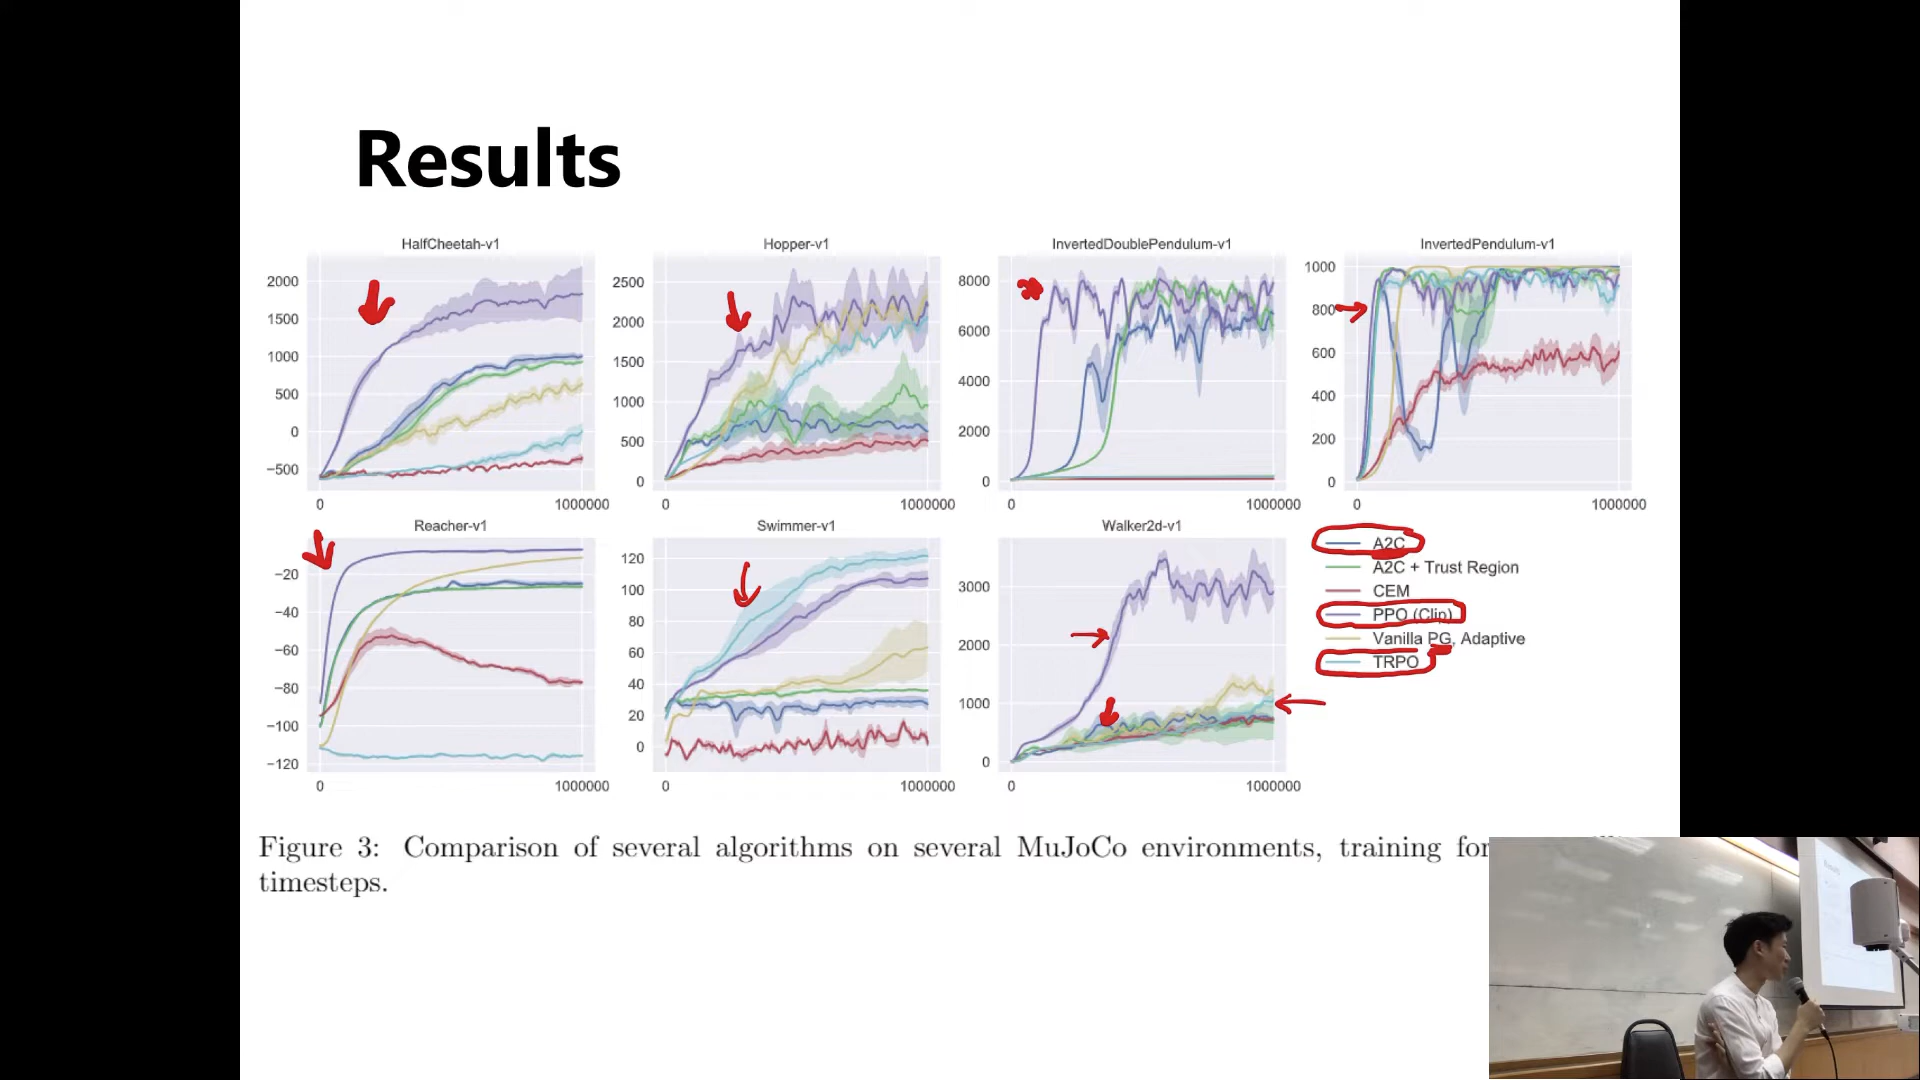 Results
HalfCheetah-v1
2000
1500
1000
500
0
−500
0 1000000
Hopper-v1
2500
2000
1500
1000
500
0
0 1000000
InvertedDoublePendulum-v1
8000
6000
4000
2000
0
0 1000000
InvertedPendulum-v1
1000
800
600
400
200
0
0 1000000
Reacher-v1
−20
−40
−60
−80
−100
−120
0 1000000
Swimmer-v1
120
100
80
60
40
20
0
0 1000000
Walker2d-v1
3000
2000
1000
0
0 1000000
A2C
A2C + Trust Region
CEM
PPO (Clip)
Vanilla PG, Adaptive
TRPO
Figure 3: Comparison of several algorithms on several MuJoCo environments, training for
timesteps.
Results